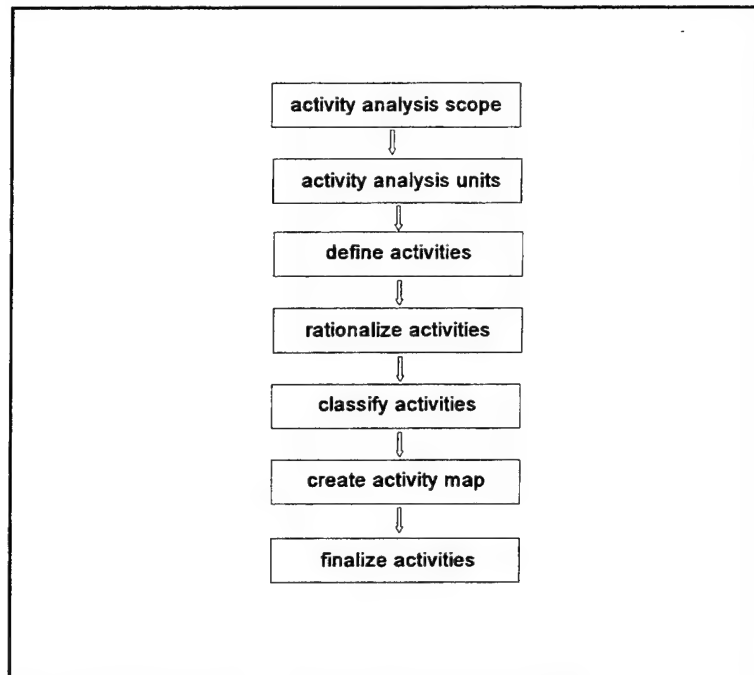 activity analysis scope
activity analysis units
define activities
rationalize activities
classify activities
create activity map
finalize activities